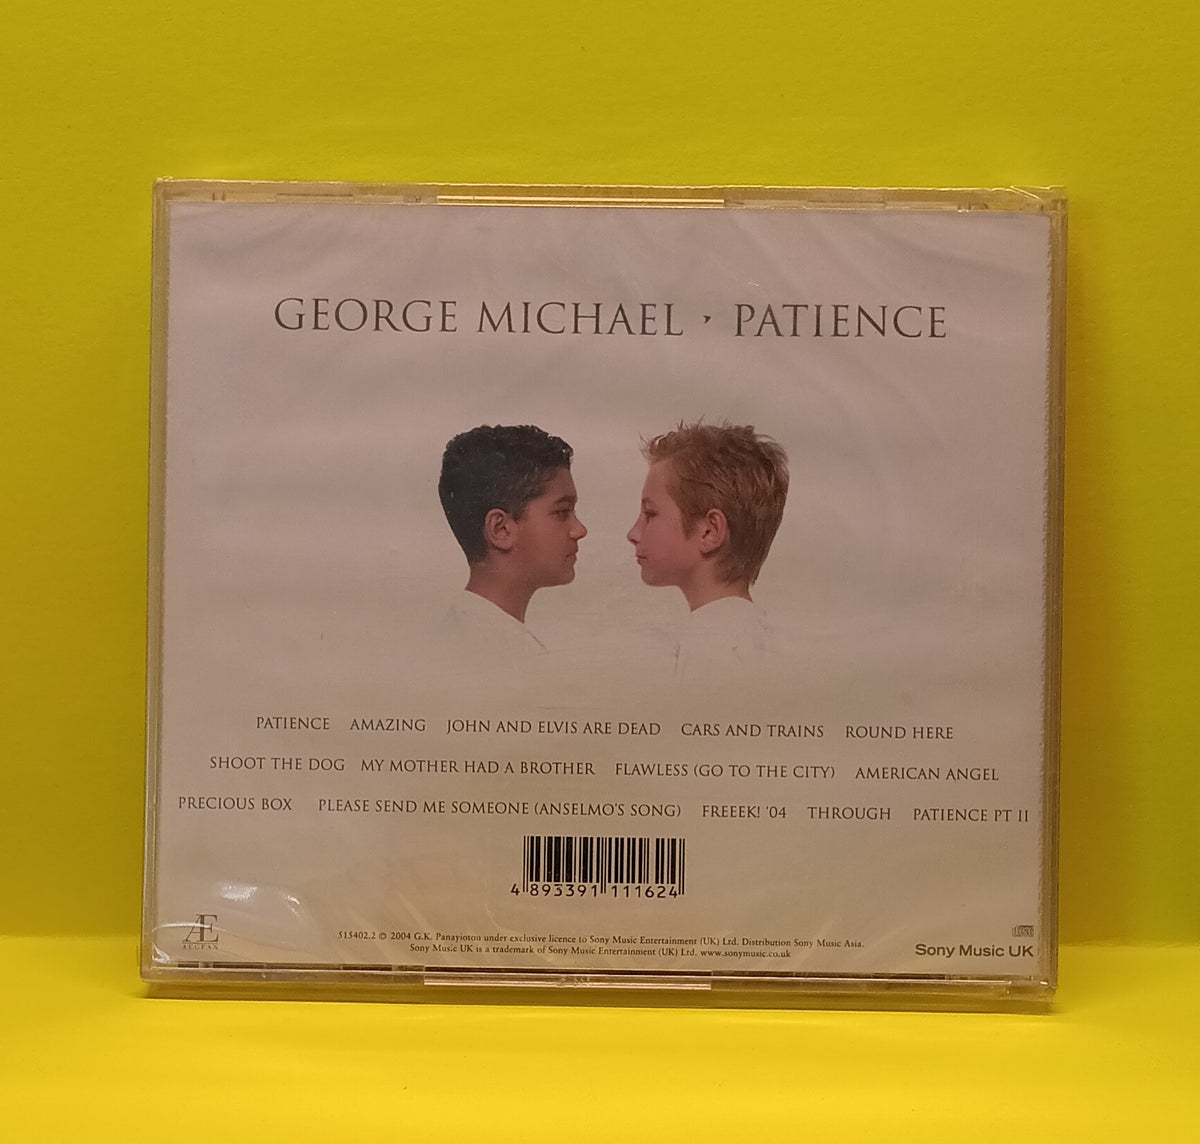 GEORGE MICHAEL · PATIENCE
PATIENCE AMAZING JOHN AND ELVIS ARE DEAD CARS AND TRAINS ROUND HERE
SHOOT THE DOG MY MOTHER HAD A BROTHER FLAWLESS (GO TO THE CITY) AMERICAN ANGEL
PRECIOUS BOX PLEASE SEND ME SOMEONE (ANSELMO'S SONG) FREEEK! '04 THROUGH PATIENCE PT II
4 893391 111624
Æ
AEGEAN
515402.2 © 2004 G.K. Panayiotou under exclusive licence to Sony Music Entertainment (UK) Ltd. Distribution Sony Music Asia.
Sony Music UK is a trademark of Sony Music Entertainment (UK) Ltd. www.sonymusic.co.uk
Sony Music UK